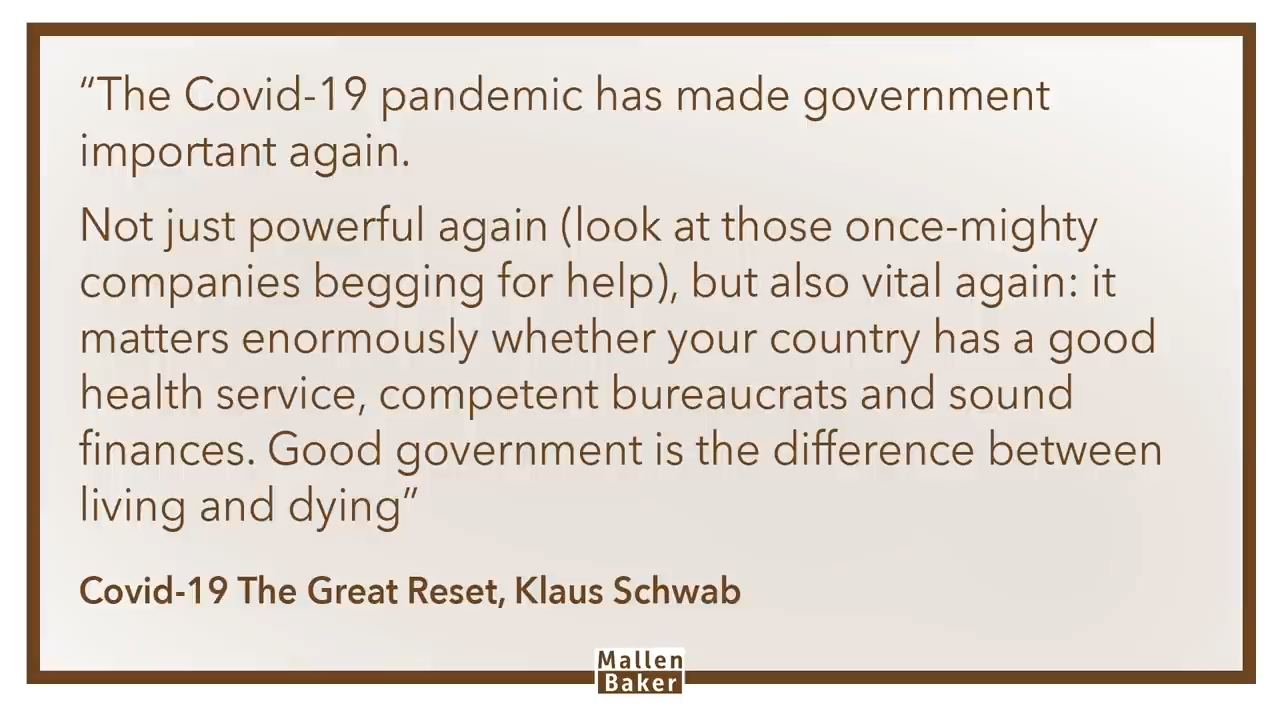 “The Covid-19 pandemic has made government
important again.
Not just powerful again (look at those once-mighty
companies begging for help), but also vital again: it
matters enormously whether your country has a good
health service, competent bureaucrats and sound
finances. Good government is the difference between
living and dying”
Covid-19 The Great Reset, Klaus Schwab
Mallen
Baker